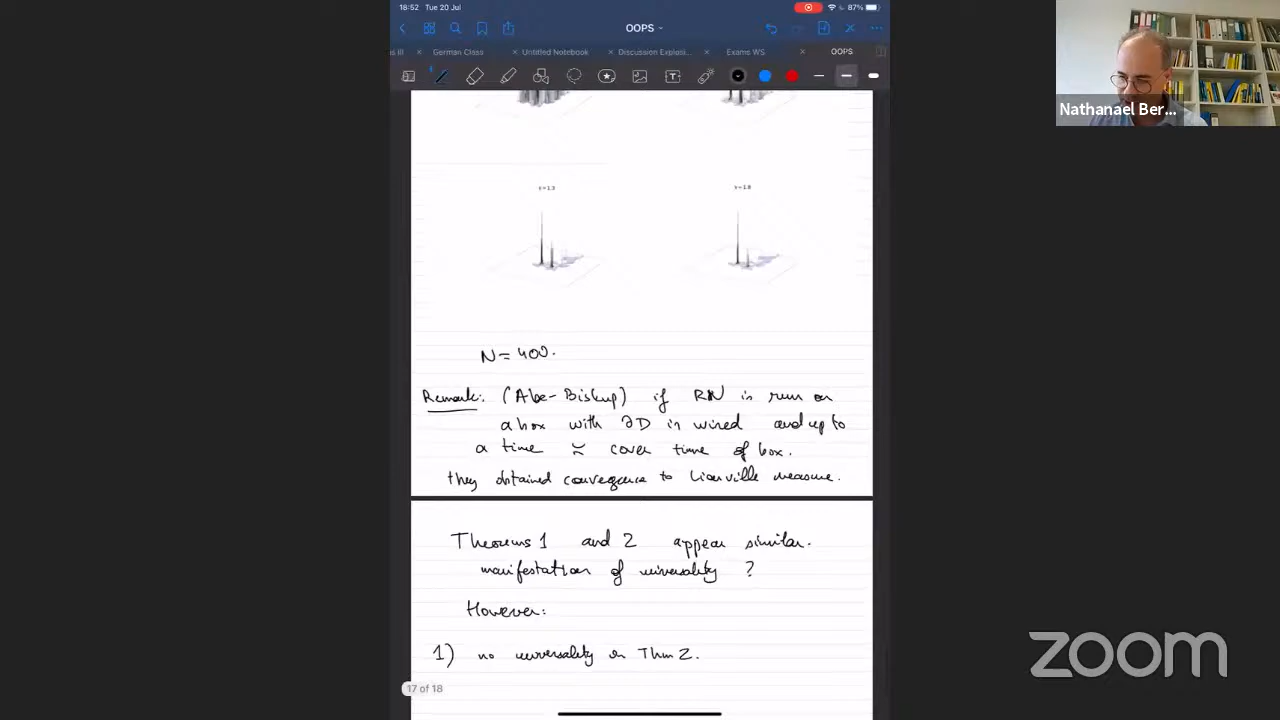 18:52 Tue 20 Jul
87%
OOPS
German Class
Untitled Notebook
Discussion Explosi...
Exams WS
OOPS
Nathanael Ber...
N = 400.
Remark: (Abe-Biskup) if RW is run on
a box with ∂D is wired and up to
a time ≍ cover time of box.
they obtained convergence to Liouville measure.
Theorems 1 and 2 appear similar.
manifestation of universality ?
However:
1) no universality in Thm 2.
17 of 18
zoom